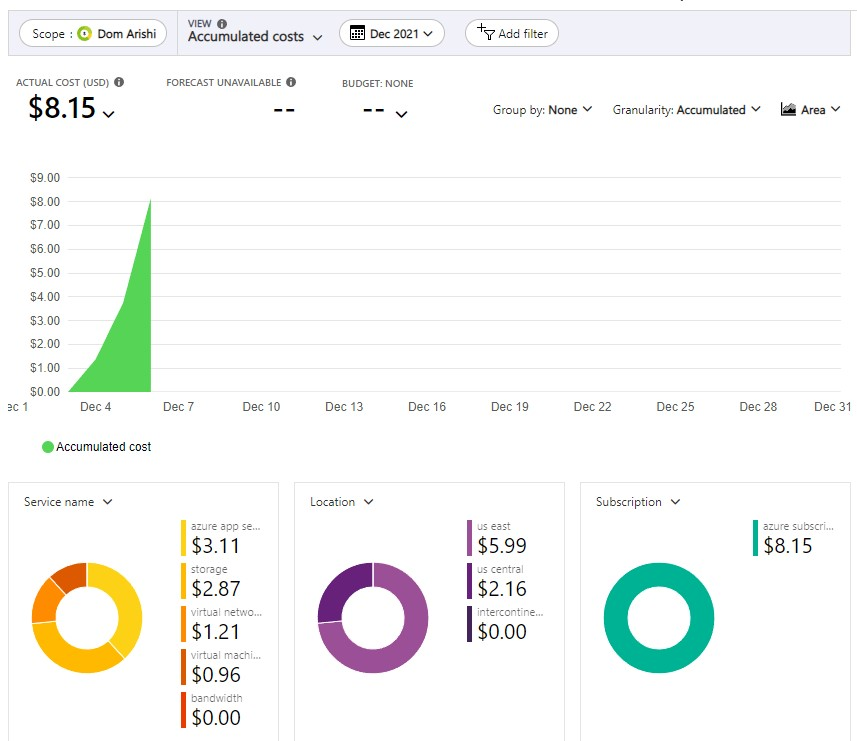 Scope : Dom Arishi
VIEW
Accumulated costs
Dec 2021
Add filter
ACTUAL COST (USD)
$8.15
FORECAST UNAVAILABLE
--
BUDGET: NONE
--
Group by: None
Granularity: Accumulated
Area
$9.00
$8.00
$7.00
$6.00
$5.00
$4.00
$3.00
$2.00
$1.00
$0.00
ec 1 Dec 4 Dec 7 Dec 10 Dec 13 Dec 16 Dec 19 Dec 22 Dec 25 Dec 28 Dec 31
Accumulated cost
Service name
azure app se...
$3.11
storage
$2.87
virtual netwo...
$1.21
virtual machi...
$0.96
bandwidth
$0.00
Location
us east
$5.99
us central
$2.16
intercontine...
$0.00
Subscription
azure subscri...
$8.15